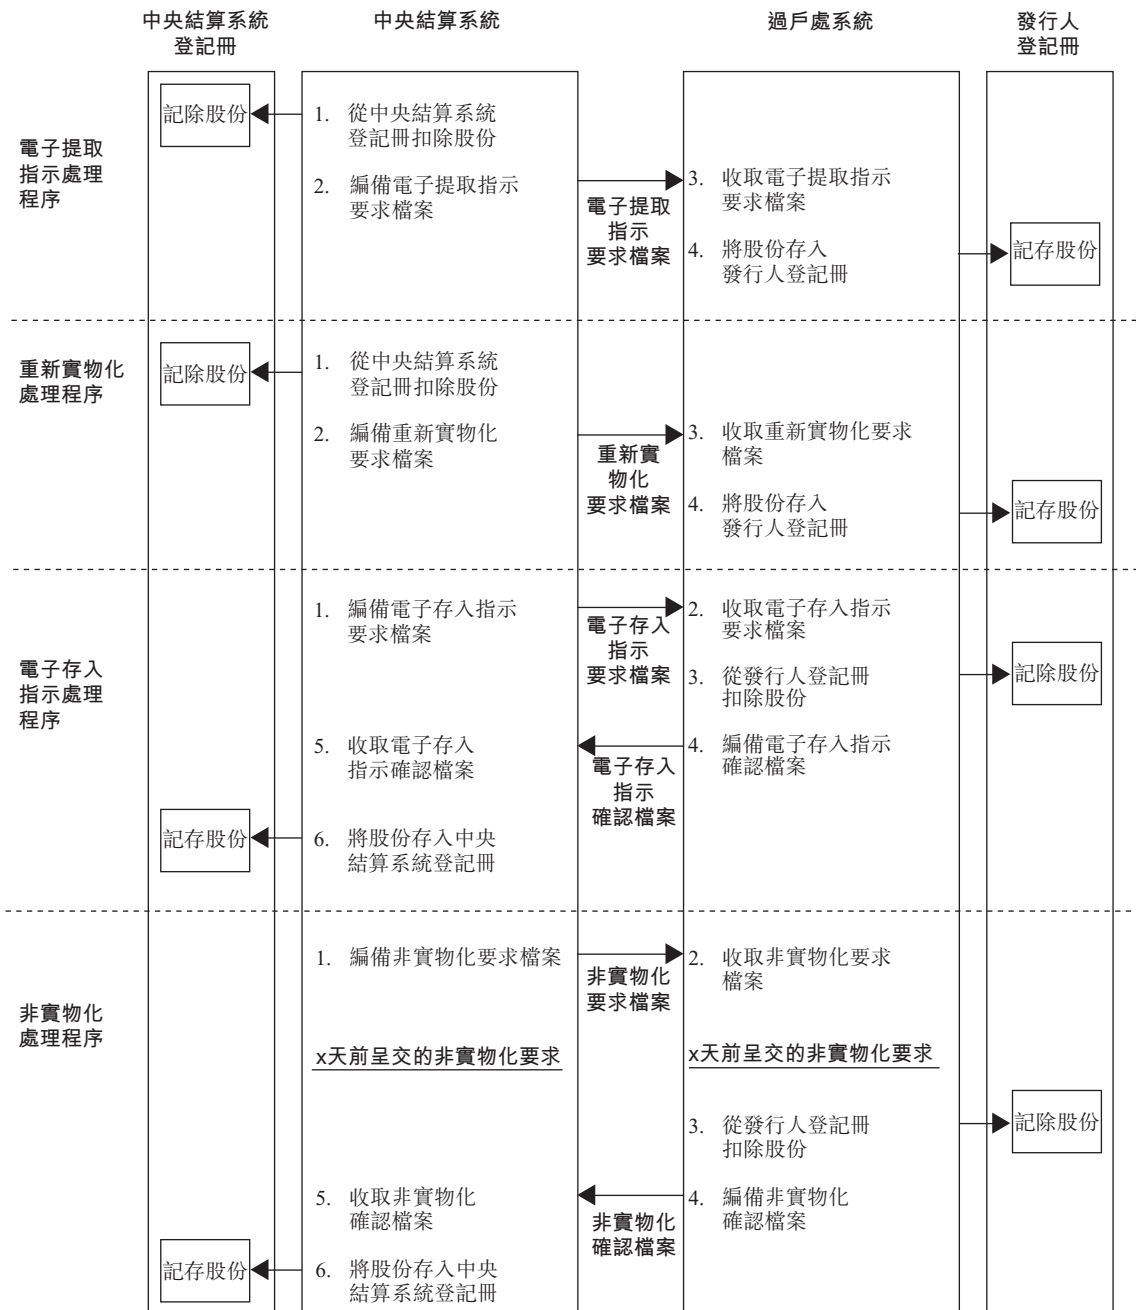 中央結算系統
登記冊
中央結算系統
過戶處系統
發行人
登記冊
電子提取
指示處理
程序
記除股份
1. 從中央結算系統
登記冊扣除股份
2. 編備電子提取指示
要求檔案
電子提取
指示
要求檔案
3. 收取電子提取指示
要求檔案
4. 將股份存入
發行人登記冊
記存股份
重新實物化
處理程序
記除股份
1. 從中央結算系統
登記冊扣除股份
2. 編備重新實物化
要求檔案
重新實
物化
要求檔案
3. 收取重新實物化要求
檔案
4. 將股份存入
發行人登記冊
記存股份
電子存入
指示處理
程序
1. 編備電子存入指示
要求檔案
電子存入
指示
要求檔案
2. 收取電子存入指示
要求檔案
3. 從發行人登記冊
扣除股份
記除股份
4. 編備電子存入指示
確認檔案
電子存入
指示
確認檔案
5. 收取電子存入
指示確認檔案
6. 將股份存入中央
結算系統登記冊
記存股份
非實物化
處理程序
1. 編備非實物化要求檔案
非實物化
要求檔案
2. 收取非實物化要求
檔案
x天前呈交的非實物化要求
x天前呈交的非實物化要求
3. 從發行人登記冊
扣除股份
記除股份
4. 編備非實物化
確認檔案
非實物化
確認檔案
5. 收取非實物化
確認檔案
6. 將股份存入中央
結算系統登記冊
記存股份